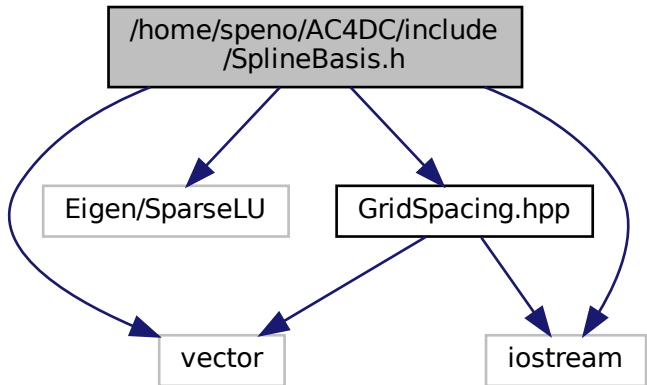 /home/speno/AC4DC/include
/SplineBasis.h
Eigen/SparseLU
GridSpacing.hpp
vector
iostream